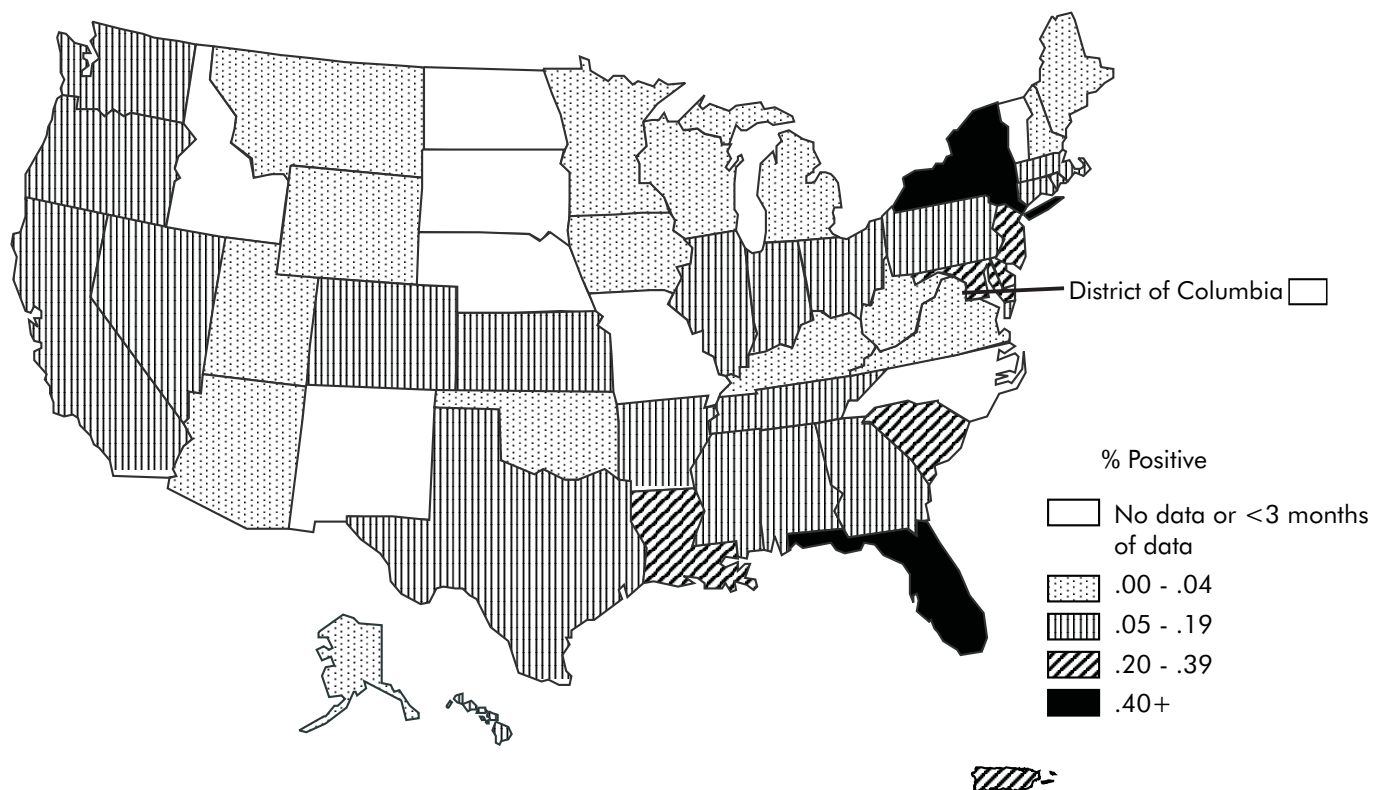 District of Columbia
% Positive
No data or <3 months
of data
.00 - .04
.05 - .19
.20 - .39
.40+